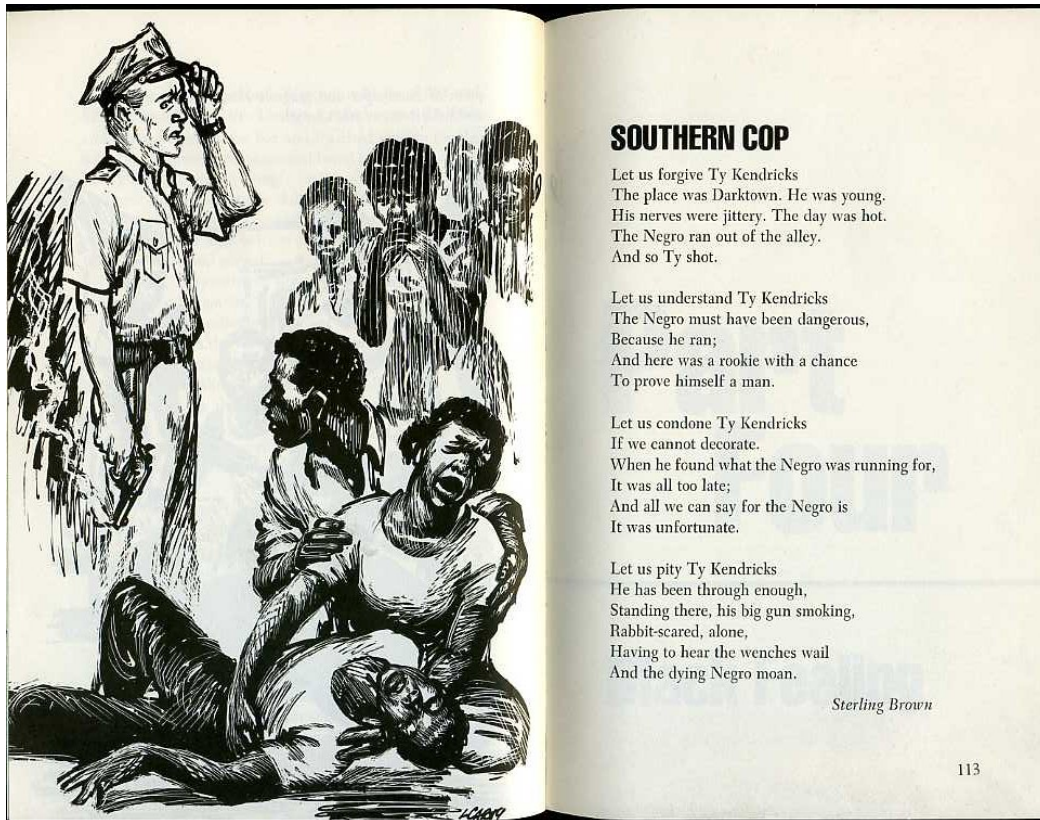 SOUTHERN COP
Let us forgive Ty Kendricks
The place was Darktown. He was young.
His nerves were jittery. The day was hot.
The Negro ran out of the alley.
And so Ty shot.
Let us understand Ty Kendricks
The Negro must have been dangerous,
Because he ran;
And here was a rookie with a chance
To prove himself a man.
Let us condone Ty Kendricks
If we cannot decorate.
When he found what the Negro was running for,
It was all too late;
And all we can say for the Negro is
It was unfortunate.
Let us pity Ty Kendricks
He has been through enough,
Standing there, his big gun smoking,
Rabbit-scared, alone,
Having to hear the wenches wail
And the dying Negro moan.
Sterling Brown
113